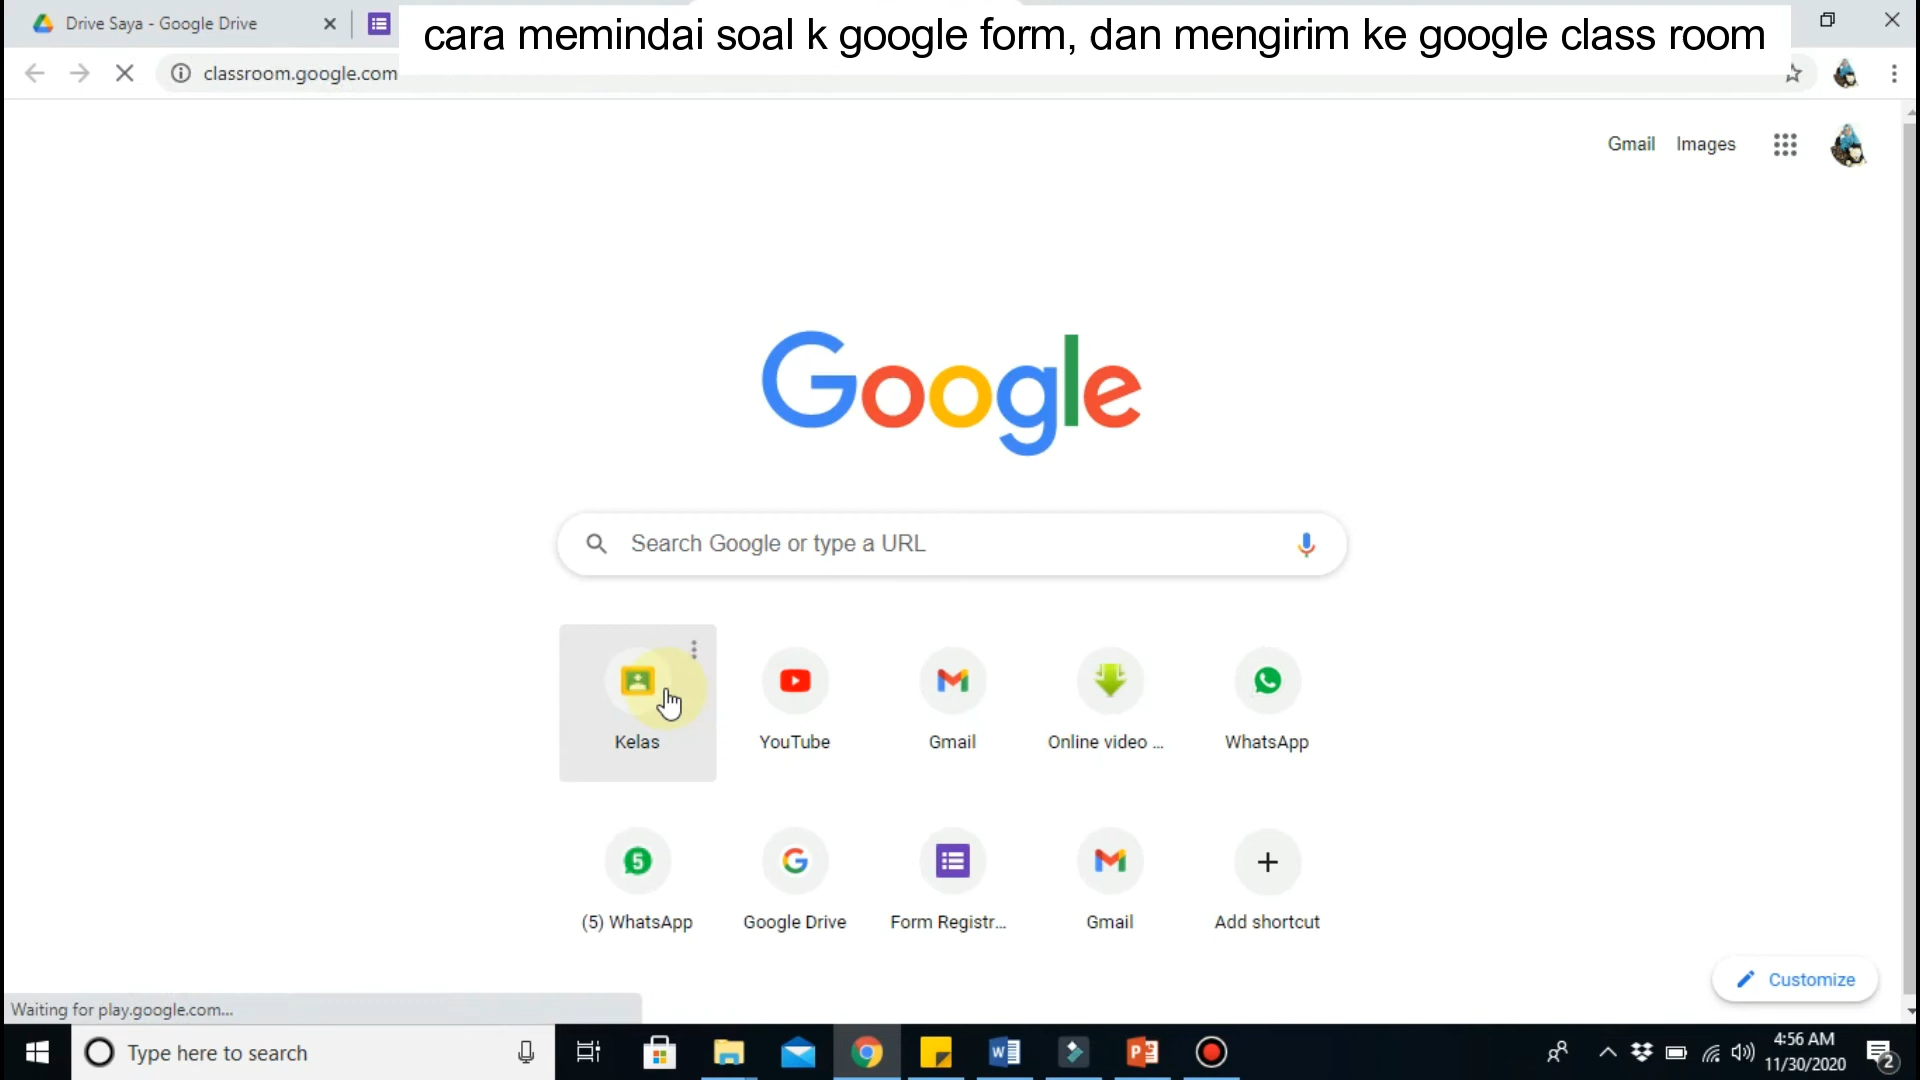 Drive Saya - Google Drive
cara memindai soal k google form, dan mengirim ke google class room
classroom.google.com
Gmail Images
Google
Search Google or type a URL
Kelas YouTube Gmail Online video ... WhatsApp
5
(5) WhatsApp Google Drive Form Registr... Gmail Add shortcut
Customize
Waiting for play.google.com...
Type here to search
4:56 AM
11/30/2020
2